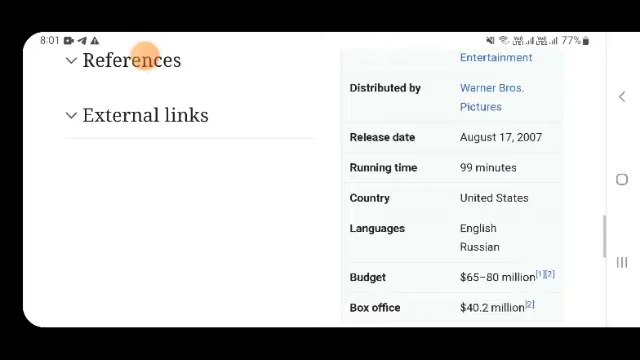 8:01
77%
References
External links
Entertainment
Distributed by Warner Bros.
Pictures
Release date August 17, 2007
Running time 99 minutes
Country United States
Languages English
Russian
Budget $65–80 million[1][2]
Box office $40.2 million[2]